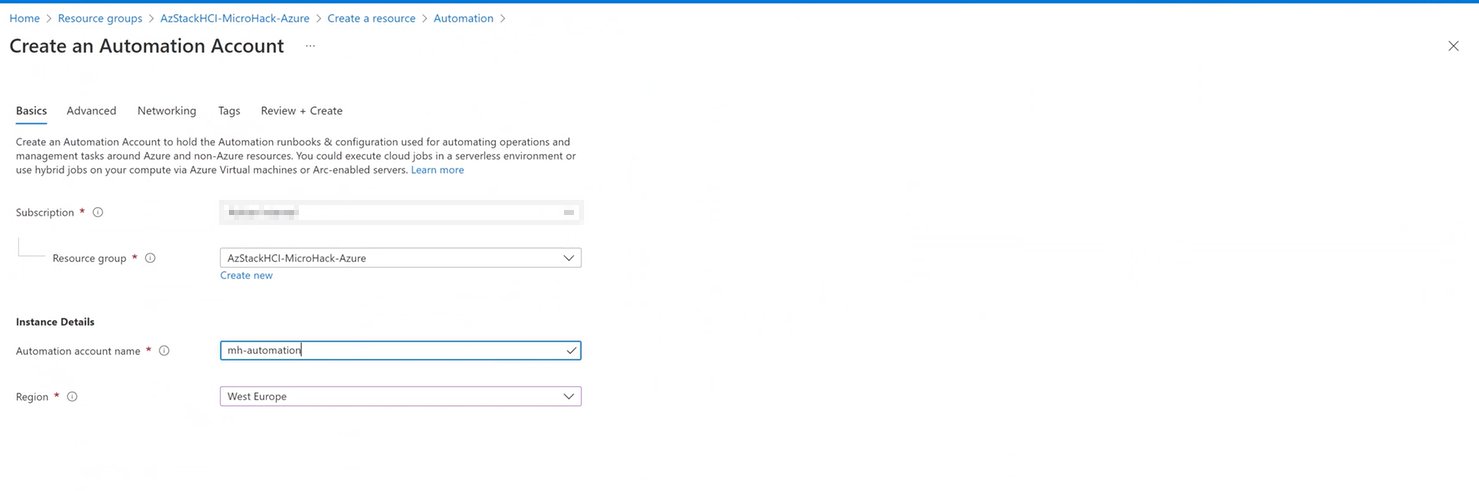 Home > Resource groups > AzStackHCI-MicroHack-Azure > Create a resource > Automation >
Create an Automation Account ...
Basics Advanced Networking Tags Review + Create
Create an Automation Account to hold the Automation runbooks & configuration used for automating operations and
management tasks around Azure and non-Azure resources. You could execute cloud jobs in a serverless environment or
use hybrid jobs on your compute via Azure Virtual machines or Arc-enabled servers. Learn more
Subscription *
Resource group * AzStackHCI-MicroHack-Azure
Create new
Instance Details
Automation account name * mh-automation
Region * West Europe